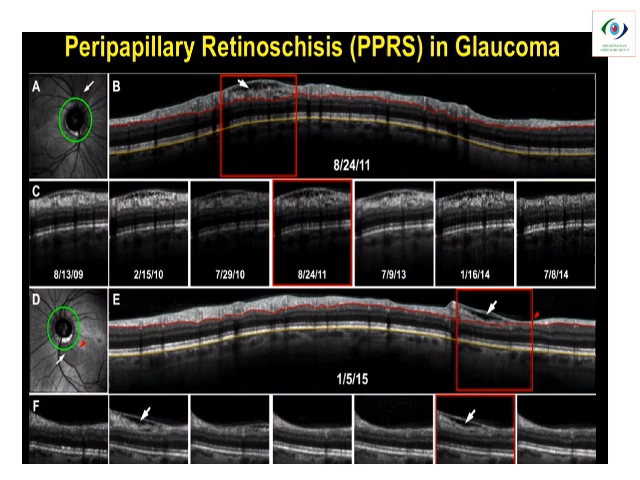 Peripapillary Retinoschisis (PPRS) in Glaucoma
A
B
8/24/11
C
8/13/09
2/15/10
7/29/10
8/24/11
7/9/13
1/16/14
7/8/14
D
E
1/5/15
F